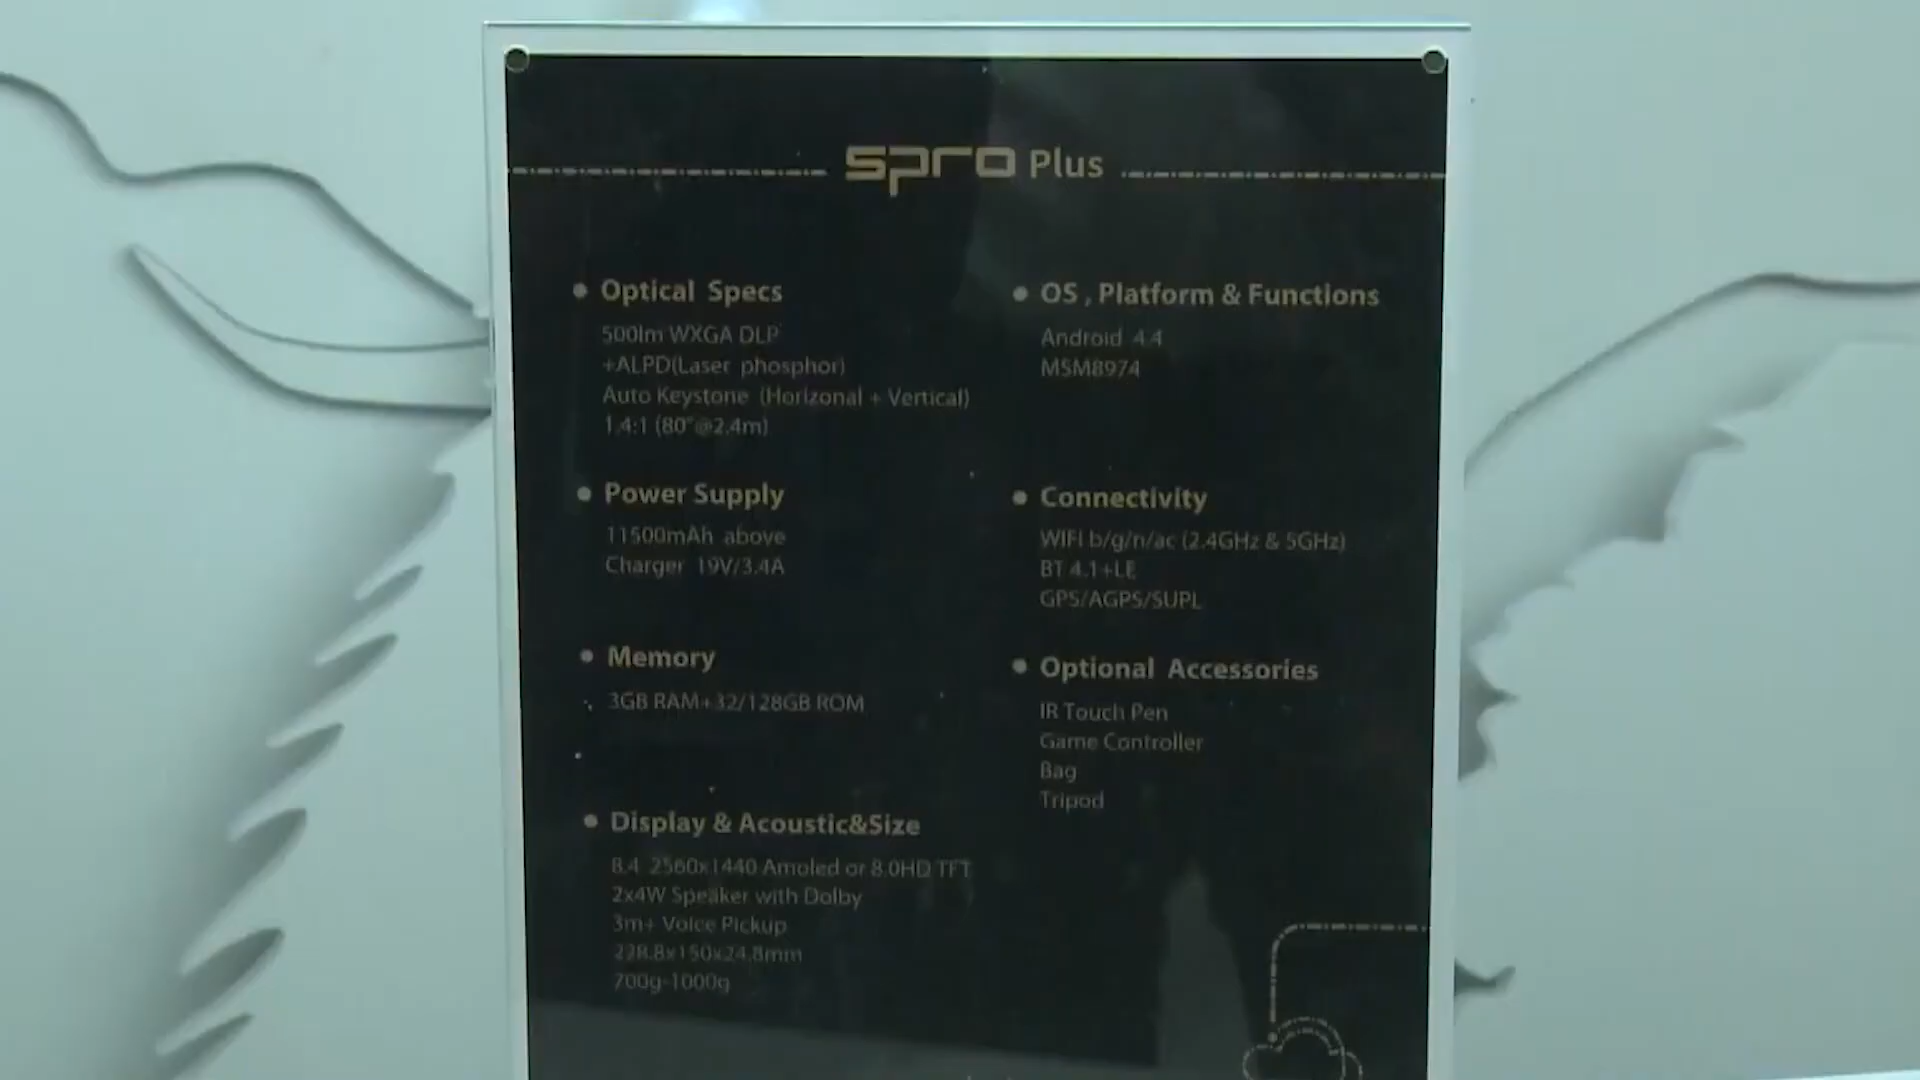 spro Plus
Optical Specs
500lm WXGA DLP
+ALPD(Laser phosphor)
Auto Keystone (Horizonal + Vertical)
1.4:1 (80"@2.4m)
Power Supply
11500mAh above
Charger 19V/3.4A
Memory
3GB RAM+32/128GB ROM
Display & Acoustic&Size
8.4 2560x1440 Amoled or 8.0HD TFT
2x4W Speaker with Dolby
3m+ Voice Pickup
228.8x150x24.8mm
700g-1000g
OS , Platform & Functions
Android 4.4
MSM8974
Connectivity
WIFI b/g/n/ac (2.4GHz & 5GHz)
BT 4.1+LE
GPS/AGPS/SUPL
Optional Accessories
IR Touch Pen
Game Controller
Bag
Tripod